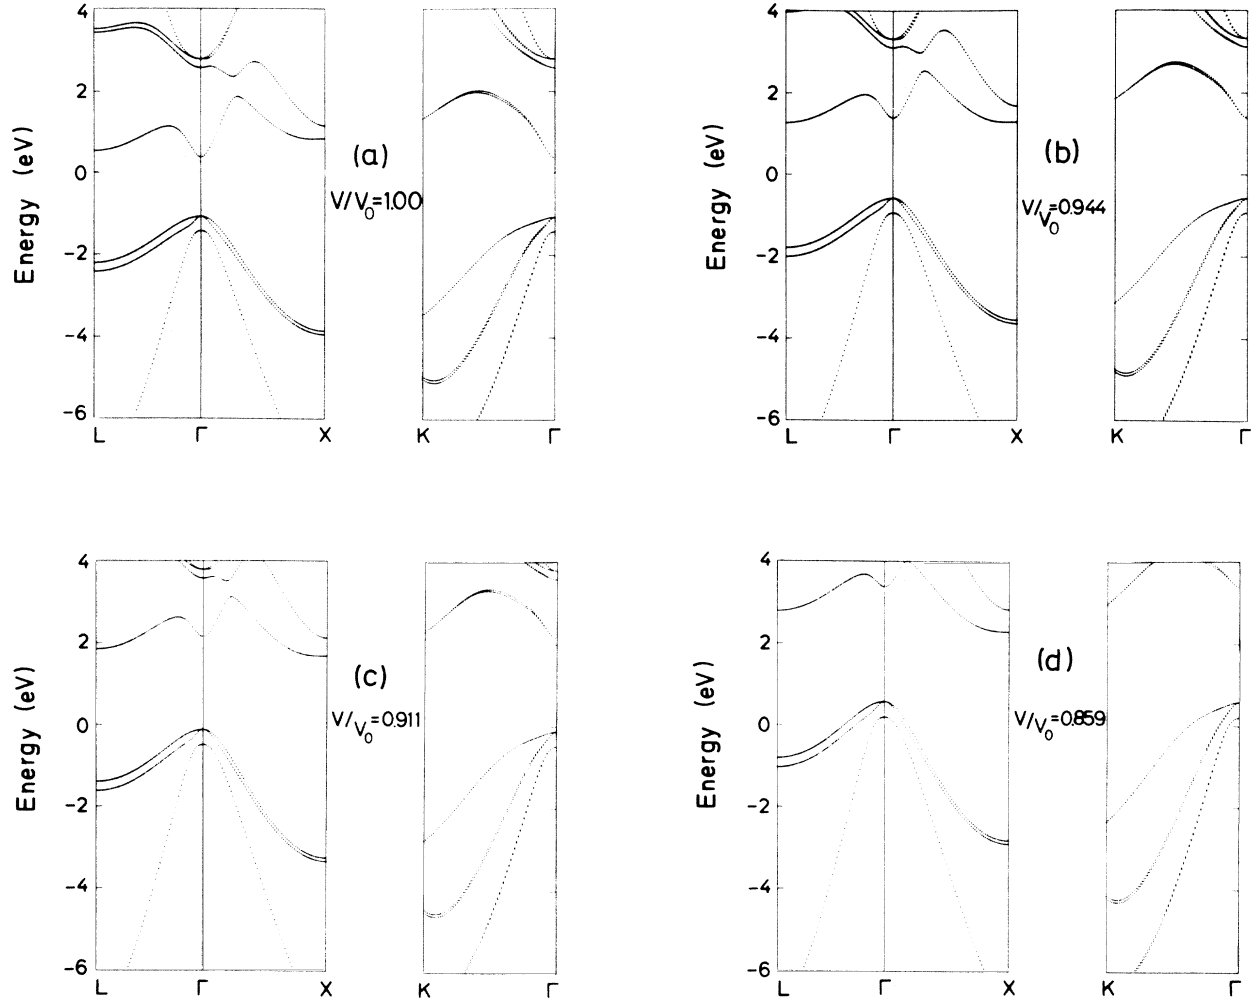 4
2
0
-2
-4
-6
Energy (eV)
L Γ X
(a)
V/V0=1.00
K Γ
4
2
0
-2
-4
-6
Energy (eV)
L Γ X
(b)
V/V0=0.944
K Γ
4
2
0
-2
-4
-6
Energy (eV)
L Γ X
(c)
V/V0=0.911
K Γ
4
2
0
-2
-4
-6
Energy (eV)
L Γ X
(d)
V/V0=0.859
K Γ